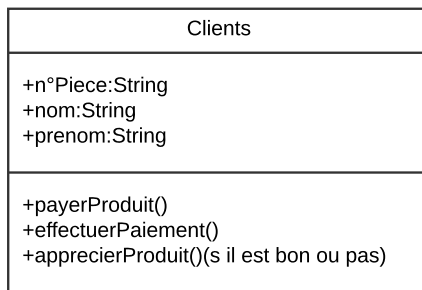 Clients
+n°Piece:String
+nom:String
+prenom:String
+payerProduit()
+effectuerPaiement()
+apprecierProduit()(s il est bon ou pas)